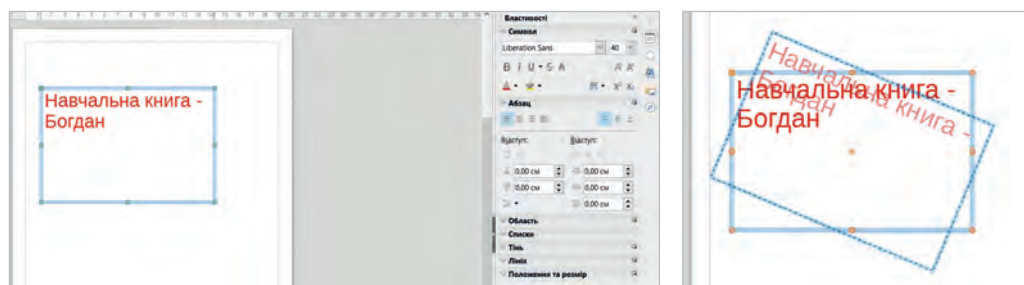 Навчальна книга -
Богдан
Властивості
Символ
Liberation Sans
40
Абзац
Відступ:
Відступ:
0,00 см
0,00 см
0,00 см
0,00 см
0,00 см
Область
Списки
Тінь
Лінія
Положення та розмір
Навчальна книга -
Богдан
Навчальна книга -
Богдан